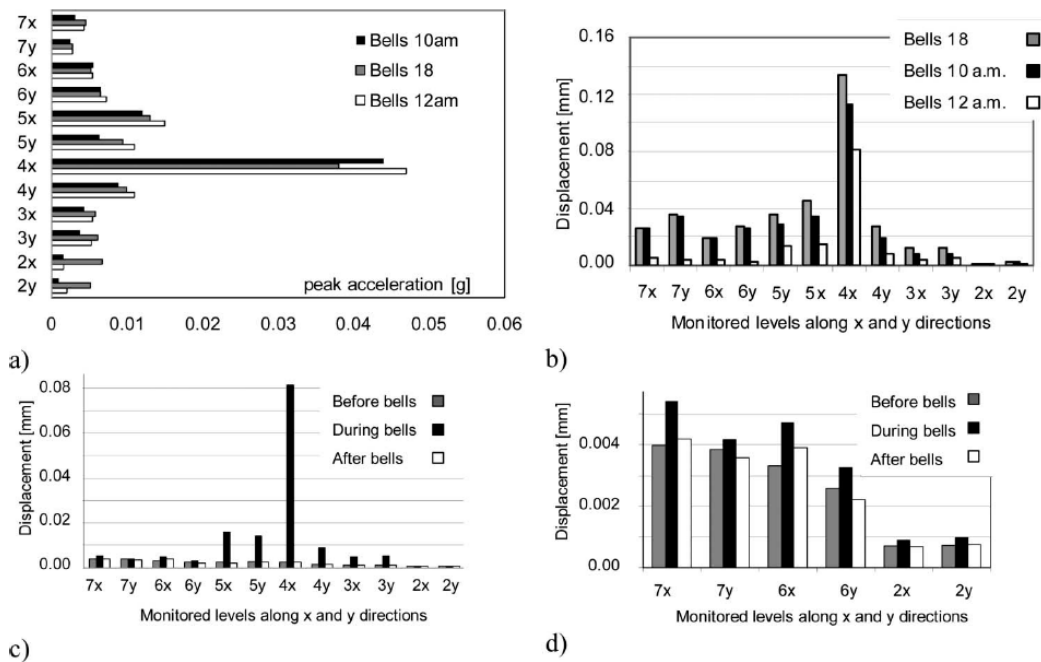 7x
7y
6x
6y
5x
5y
4x
4y
3x
3y
2x
2y
Bells 10am
Bells 18
Bells 12am
peak acceleration [g]
0 0.01 0.02 0.03 0.04 0.05 0.06
a)
0.16
0.12
0.08
0.04
0.00
Displacement [mm]
Bells 18
Bells 10 a.m.
Bells 12 a.m.
7x 7y 6x 6y 5y 5x 4x 4y 3x 3y 2x 2y
Monitored levels along x and y directions
b)
0.08
0.06
0.04
0.02
0.00
Displacement [mm]
Before bells
During bells
After bells
7x 7y 6x 6y 5x 5y 4x 4y 3x 3y 2x 2y
Monitored levels along x and y directions
c)
0.004
0.002
0.000
Displacement [mm]
Before bells
During bells
After bells
7x 7y 6x 6y 2x 2y
Monitored levels along x and y directions
d)